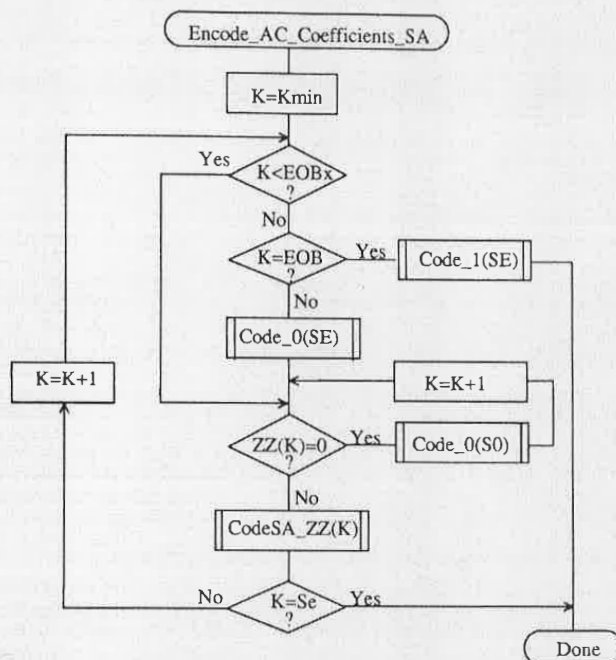 Encode_AC_Coefficients_SA
K=Kmin
Yes
K<EOBx
?
No
K=EOB
?
Yes
Code_1(SE)
No
Code_0(SE)
K=K+1
K=K+1
ZZ(K)=0
?
Yes
Code_0(S0)
No
CodeSA_ZZ(K)
No
K=Se
?
Yes
Done